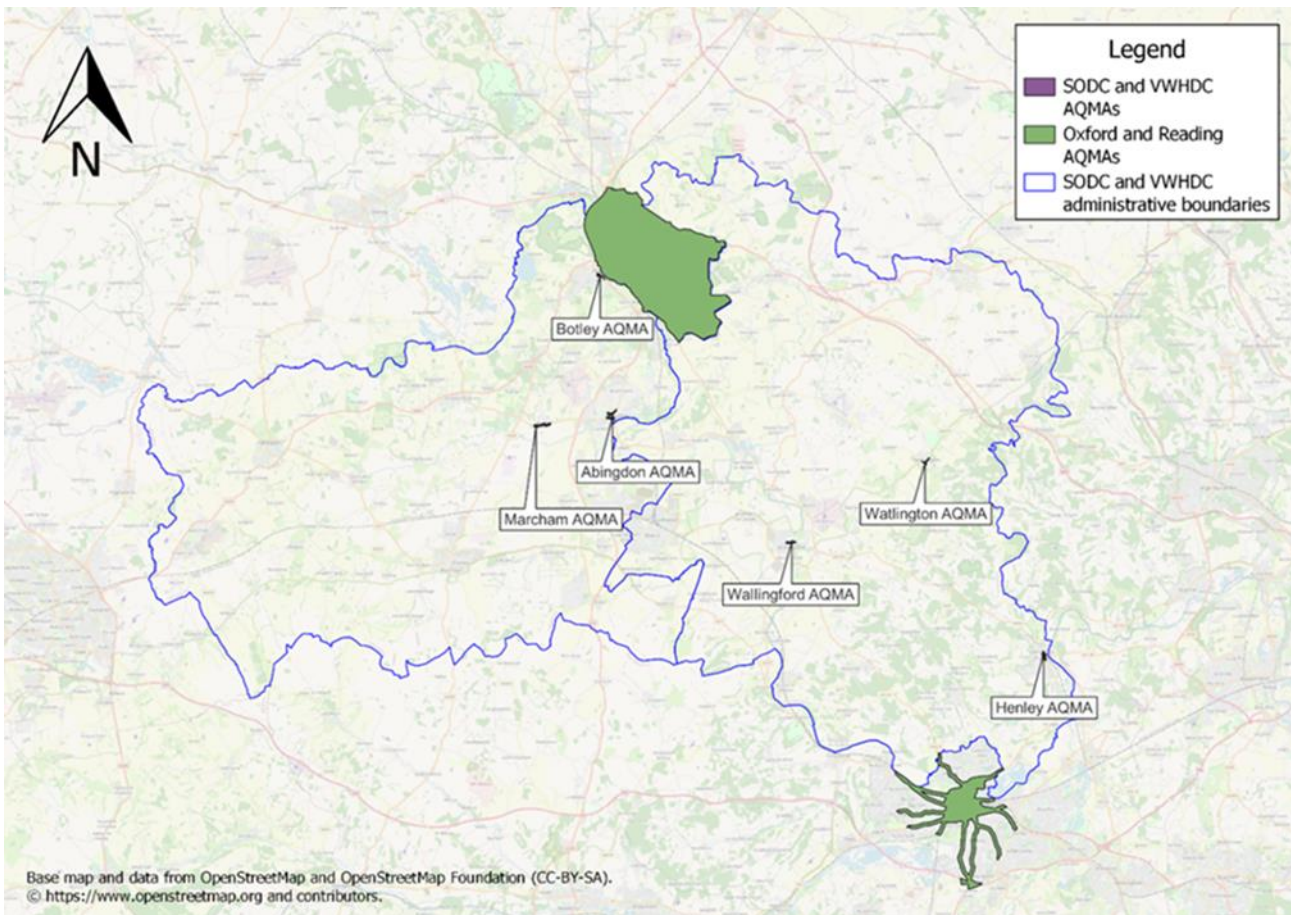 N
Legend
SODC and VWHDC
AQMAs
Oxford and Reading
AQMAs
SODC and VWHDC
administrative boundaries
Botley AQMA
Abingdon AQMA
Marcham AQMA
Watlington AQMA
Wallingford AQMA
Henley AQMA
Base map and data from OpenStreetMap and OpenStreetMap Foundation (CC-BY-SA).
© https://www.openstreetmap.org and contributors.